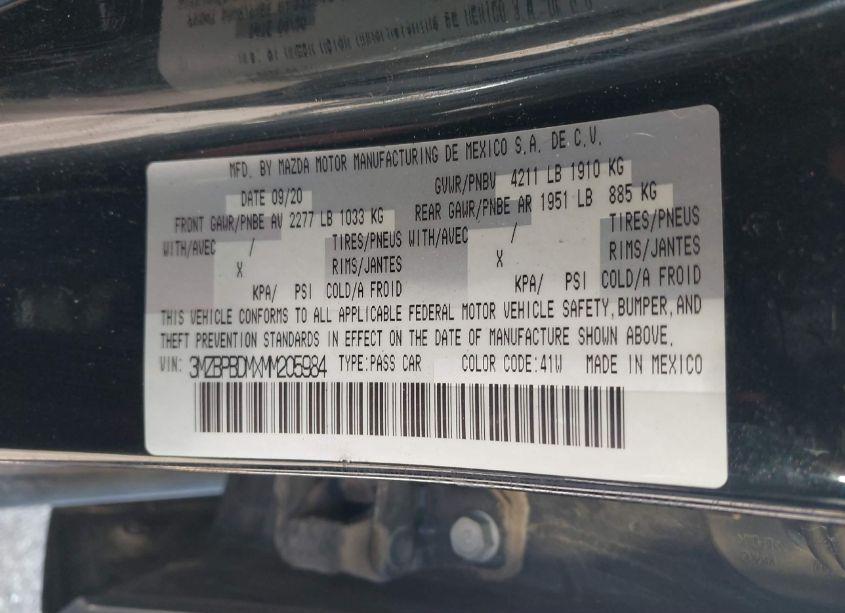 MFD. BY MAZDA MOTOR MANUFACTURING DE MEXICO S.A. DE C.V.
DATE 09/20 GVWR/PNBV 4211 LB 1910 KG
FRONT GAWR/PNBE AV 2277 LB 1033 KG REAR GAWR/PNBE AR 1951 LB 885 KG
WITH/AVEC / TIRES/PNEUS WITH/AVEC / TIRES/PNEUS
X RIMS/JANTES X RIMS/JANTES
KPA/ PSI COLD/A FROID KPA/ PSI COLD/A FROID
THIS VEHICLE CONFORMS TO ALL APPLICABLE FEDERAL MOTOR VEHICLE SAFETY, BUMPER, AND
THEFT PREVENTION STANDARDS IN EFFECT ON THE DATE OF MANUFACTURE SHOWN ABOVE.
VIN: 3MZBPBDMXMM205984 TYPE:PASS CAR COLOR CODE:41W MADE IN MEXICO